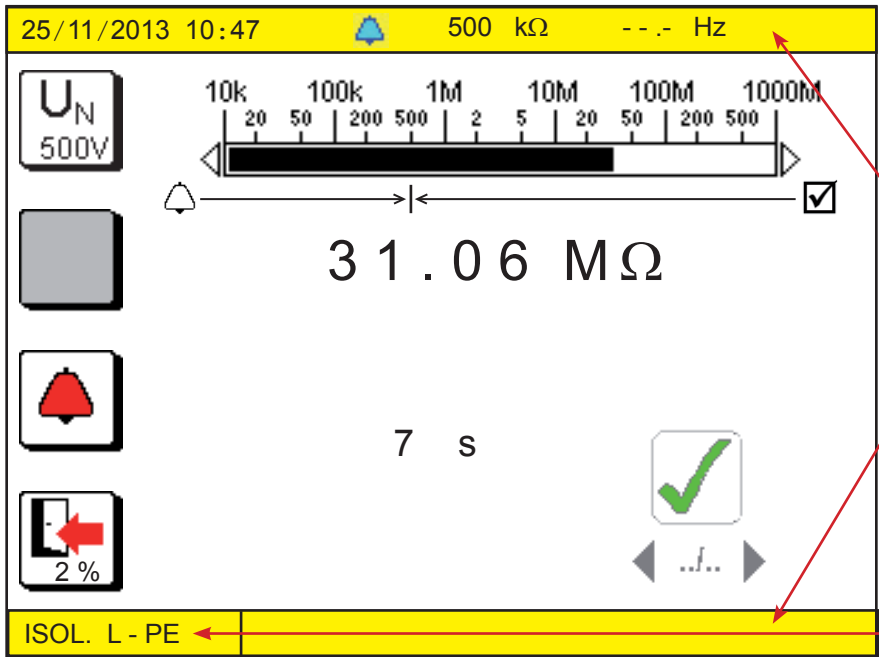 25/11/2013 10:47 500 kΩ - - .- Hz
UN
500V
10k 100k 1M 10M 100M 1000M
20 50 200 500 2 5 20 50 200 500
31.06 MΩ
7 s
../..
2 %
ISOL. L - PE